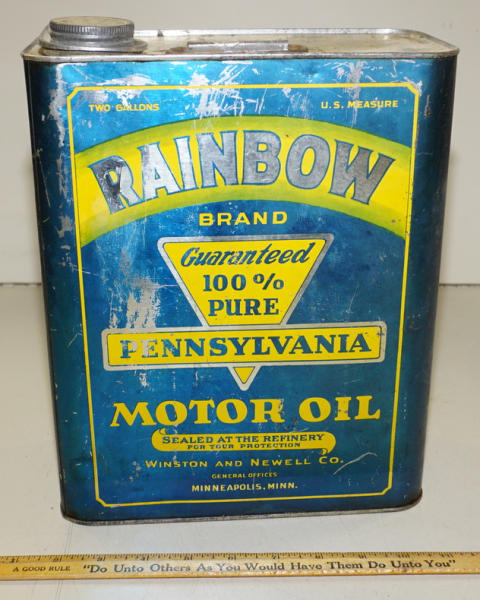 TWO GALLONS U.S. MEASURE
RAINBOW
BRAND
Guaranteed
100%
PURE
PENNSYLVANIA
MOTOR OIL
SEALED AT THE REFINERY
FOR YOUR PROTECTION
WINSTON AND NEWELL CO.
GENERAL OFFICES
MINNEAPOLIS, MINN.
A GOOD RULE "Do Unto Others As You Would Have Them Do Unto You"